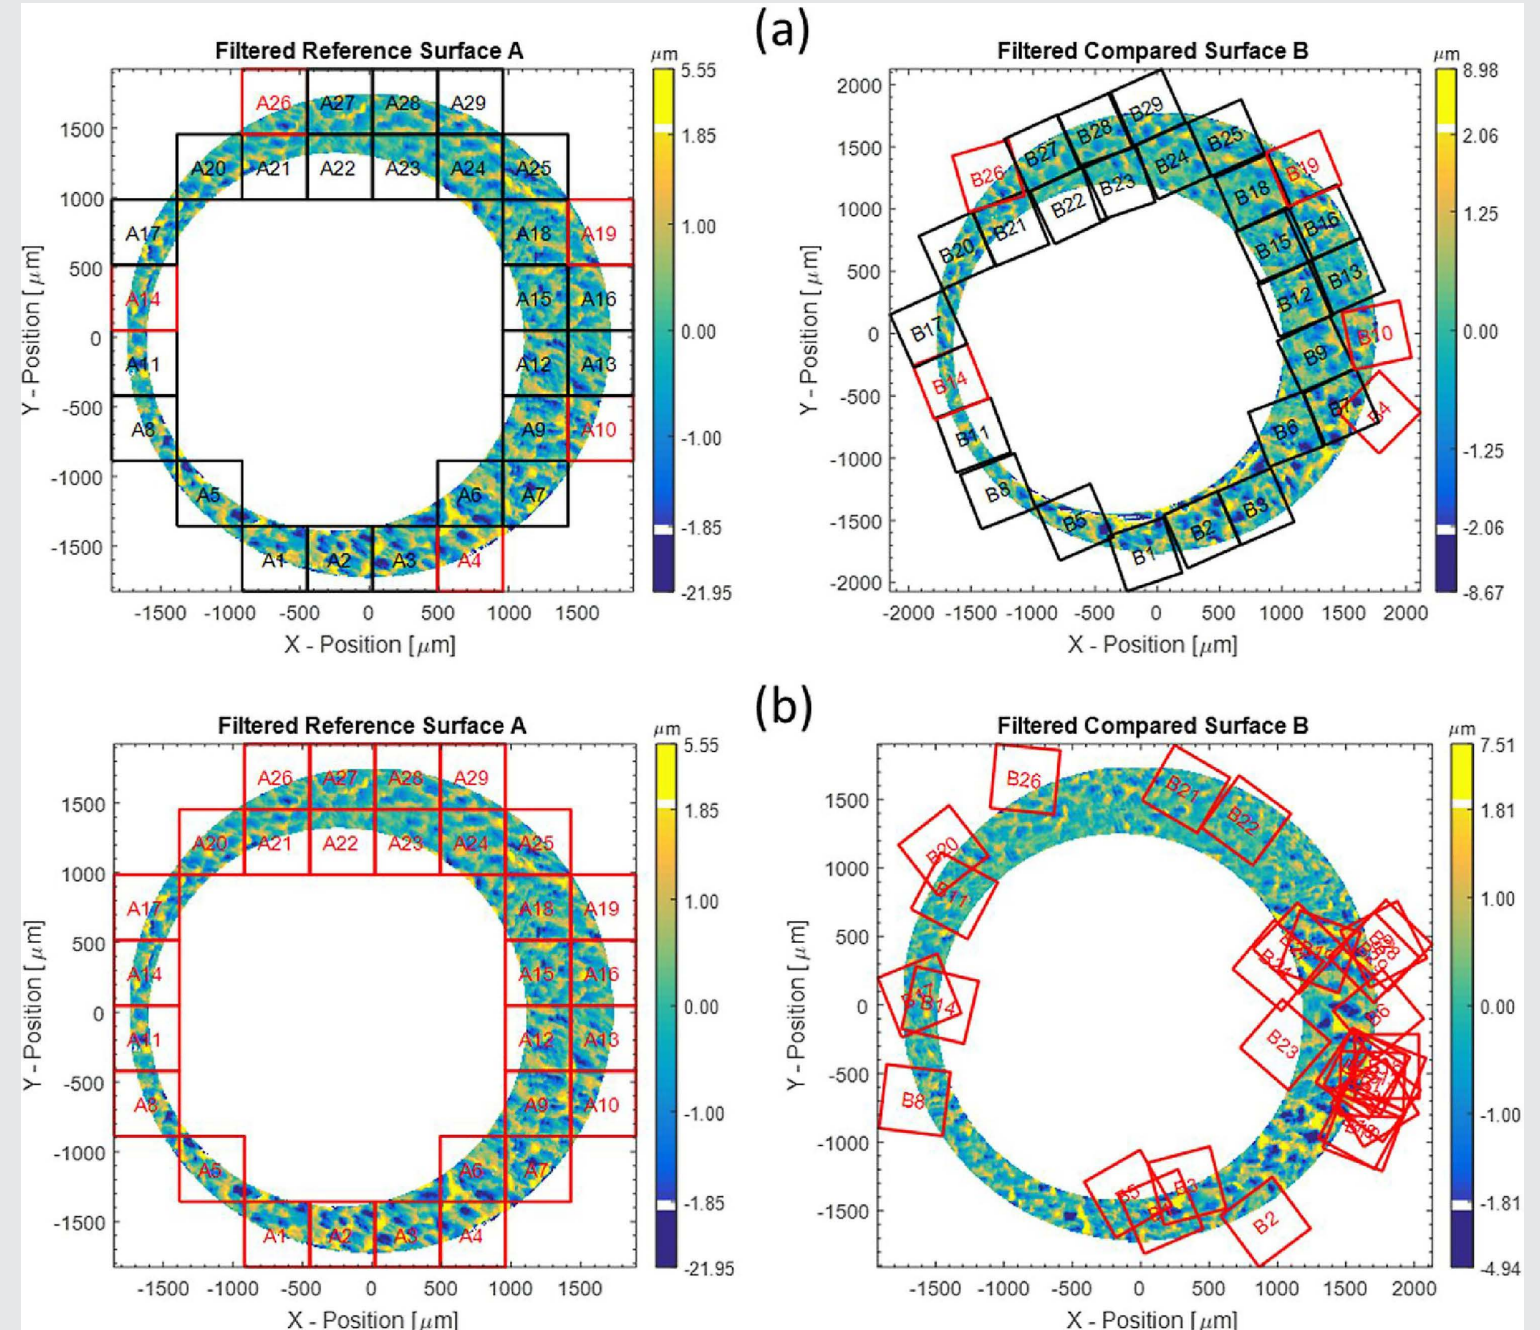 (a)
Filtered Reference Surface A
μm
5.55
1.85
1.00
0.00
-1.00
-1.85
-21.95
1500
1000
500
0
-500
-1000
-1500
Y - Position [μm]
A26 A27 A28 A29
A20 A21 A22 A23 A24 A25
A17 A18 A19
A14 A15 A16
A11 A12 A13
A8 A9 A10
A5 A6 A7
A1 A2 A3 A4
-1500 -1000 -500 0 500 1000 1500
X - Position [μm]
Filtered Compared Surface B
μm
8.98
2.06
1.25
0.00
-1.25
-2.06
-8.67
2000
1500
1000
500
0
-500
-1000
-1500
-2000
Y - Position [μm]
B26 B27 B28 B29 B25 B19
B20 B21 B22 B23 B24 B18
B17 B15 B16
B14 B12 B13
B11 B9 B10
B8 B6 B7 B4
B5 B1 B2 B3
-2000 -1500 -1000 -500 0 500 1000 1500 2000
X - Position [μm]
(b)
Filtered Reference Surface A
μm
5.55
1.85
1.00
0.00
-1.00
-1.85
-21.95
1500
1000
500
0
-500
-1000
-1500
Y - Position [μm]
A26 A27 A28 A29
A20 A21 A22 A23 A24 A25
A17 A18 A19
A14 A15 A16
A11 A12 A13
A8 A9 A10
A5 A6 A7
A1 A2 A3 A4
-1500 -1000 -500 0 500 1000 1500
X - Position [μm]
Filtered Compared Surface B
μm
7.51
1.81
1.00
0.00
-1.00
-1.81
-4.94
1500
1000
500
0
-500
-1000
-1500
Y - Position [μm]
B26 B21 B22
B20
B11
B17 B14
B6
B23
B8
B5 B3
B2
-1500 -1000 -500 0 500 1000 1500 2000
X - Position [μm]